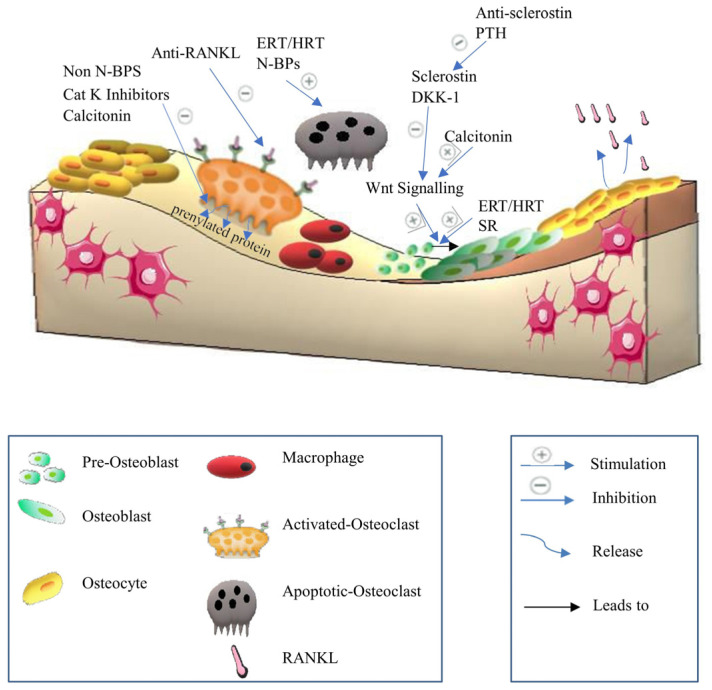 Anti-sclerostin
PTH
ERT/HRT
N-BPs
Anti-RANKL
Non N-BPS
Cat K Inhibitors
Calcitonin
Sclerostin
DKK-1
Calcitonin
Wnt Signalling
ERT/HRT
SR
prenylated protein
Pre-Osteoblast
Macrophage
Osteoblast
Activated-Osteoclast
Osteocyte
Apoptotic-Osteoclast
RANKL
Stimulation
Inhibition
Release
Leads to